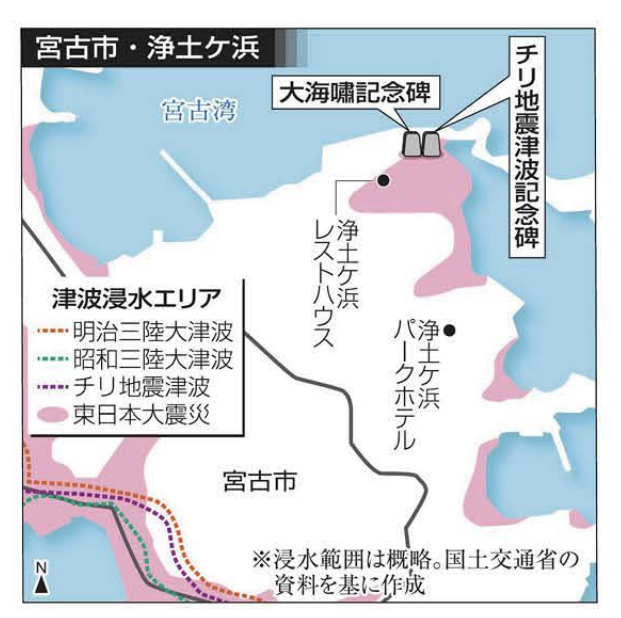 宮古市・浄土ケ浜
宮古湾
大海嘯記念碑
チリ地震津波記念碑
浄土ケ浜
レストハウス
浄土ケ浜
パークホテル
津波浸水エリア
明治三陸大津波
昭和三陸大津波
チリ地震津波
東日本大震災
宮古市
※浸水範囲は概略。国土交通省の
資料を基に作成
N